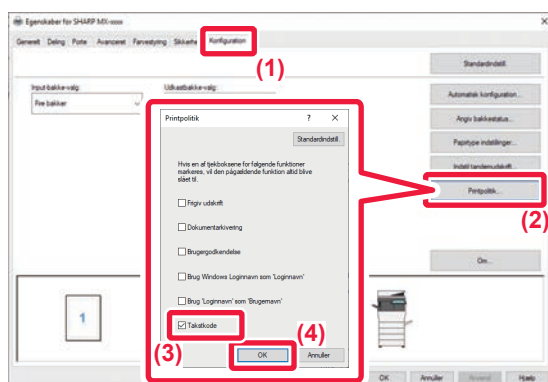 Egenskaber for SHARP MX-xxxx
Generelt Deling Porte Avanceret Farvestyring Sikkerhed Konfiguration
(1)
Standardindstil.
Input-bakke-valg:
Udkastbakke-valg:
Fire bakker
Automatisk konfiguration...
Angiv bakkestatus...
Papirtype indstillinger...
Indstil tandemudskrift...
Printpolitik...
(2)
Om...
Printpolitik ? X
Standardindstil.
Hvis en af tjekboksene for følgende funktioner
markeres, vil den pågældende funktion altid blive
slået til.
Frigiv udskrift
Dokumentarkivering
Brugergodkendelse
Brug Windows Loginnavn som 'Loginnavn'
Brug 'Loginnavn' som 'Brugernavn'
Takstkode
(3)
(4)
OK Annuller
1
OK Annuller Anvend Hjælp